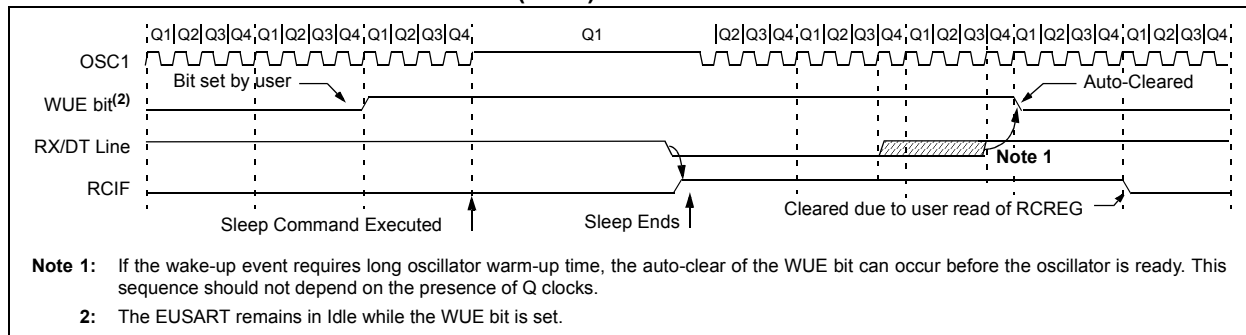 Q1|Q2|Q3|Q4|Q1|Q2|Q3|Q4|Q1|Q2|Q3|Q4 Q1 |Q2|Q3|Q4|Q1|Q2|Q3|Q4|Q1|Q2|Q3|Q4|Q1|Q2|Q3|Q4|Q1|Q2|Q3|Q4
OSC1
Bit set by user
Auto-Cleared
WUE bit(2)
RX/DT Line
Note 1
RCIF
Cleared due to user read of RCREG
Sleep Command Executed
Sleep Ends
Note 1: If the wake-up event requires long oscillator warm-up time, the auto-clear of the WUE bit can occur before the oscillator is ready. This
sequence should not depend on the presence of Q clocks.
2: The EUSART remains in Idle while the WUE bit is set.